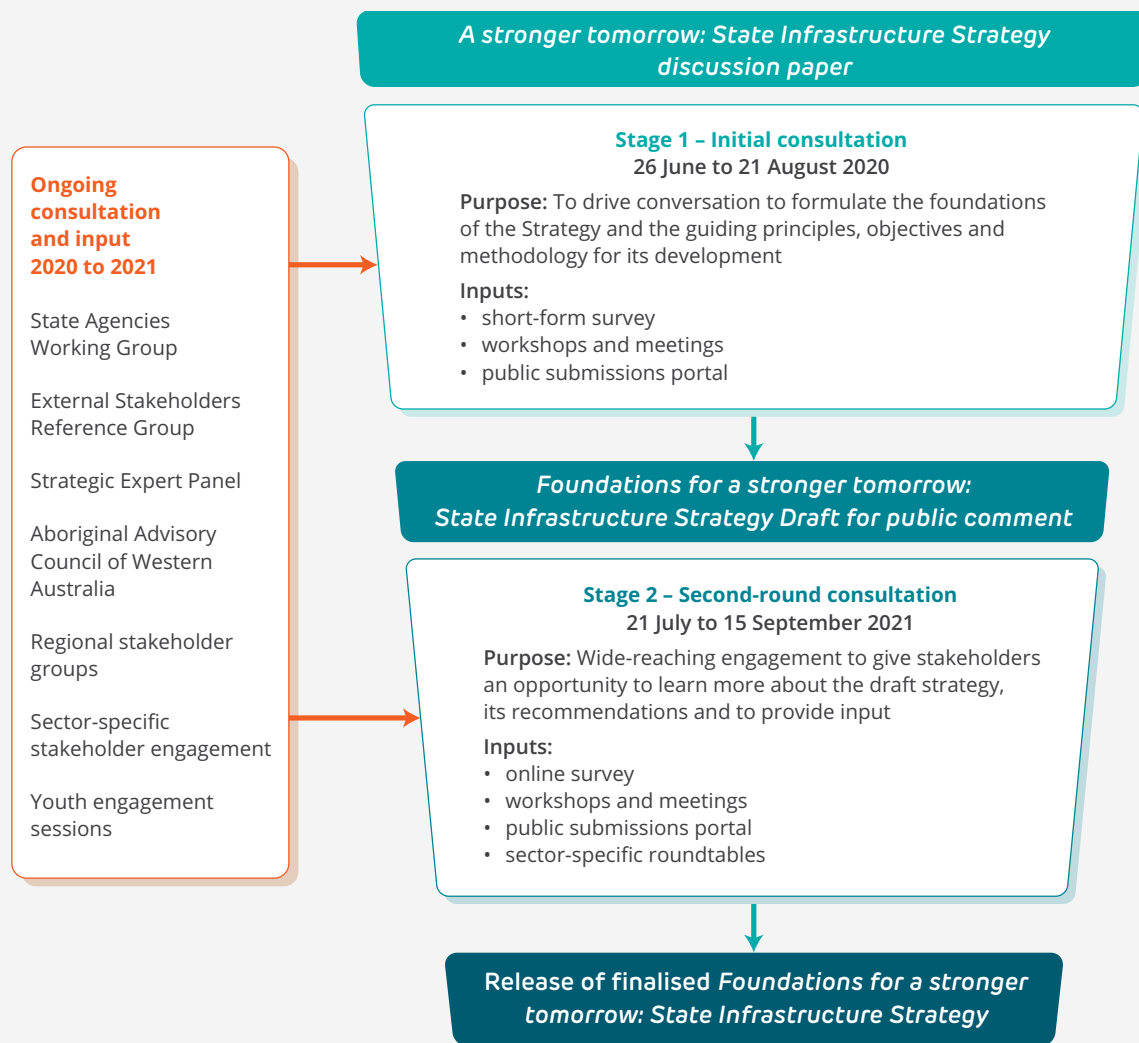 A stronger tomorrow: State Infrastructure Strategy
discussion paper
Ongoing
consultation
and input
2020 to 2021
State Agencies
Working Group
External Stakeholders
Reference Group
Strategic Expert Panel
Aboriginal Advisory
Council of Western
Australia
Regional stakeholder
groups
Sector-specific
stakeholder engagement
Youth engagement
sessions
Stage 1 – Initial consultation
26 June to 21 August 2020
Purpose: To drive conversation to formulate the foundations
of the Strategy and the guiding principles, objectives and
methodology for its development
Inputs:
• short-form survey
• workshops and meetings
• public submissions portal
Foundations for a stronger tomorrow:
State Infrastructure Strategy Draft for public comment
Stage 2 – Second-round consultation
21 July to 15 September 2021
Purpose: Wide-reaching engagement to give stakeholders
an opportunity to learn more about the draft strategy,
its recommendations and to provide input
Inputs:
• online survey
• workshops and meetings
• public submissions portal
• sector-specific roundtables
Release of finalised Foundations for a stronger
tomorrow: State Infrastructure Strategy